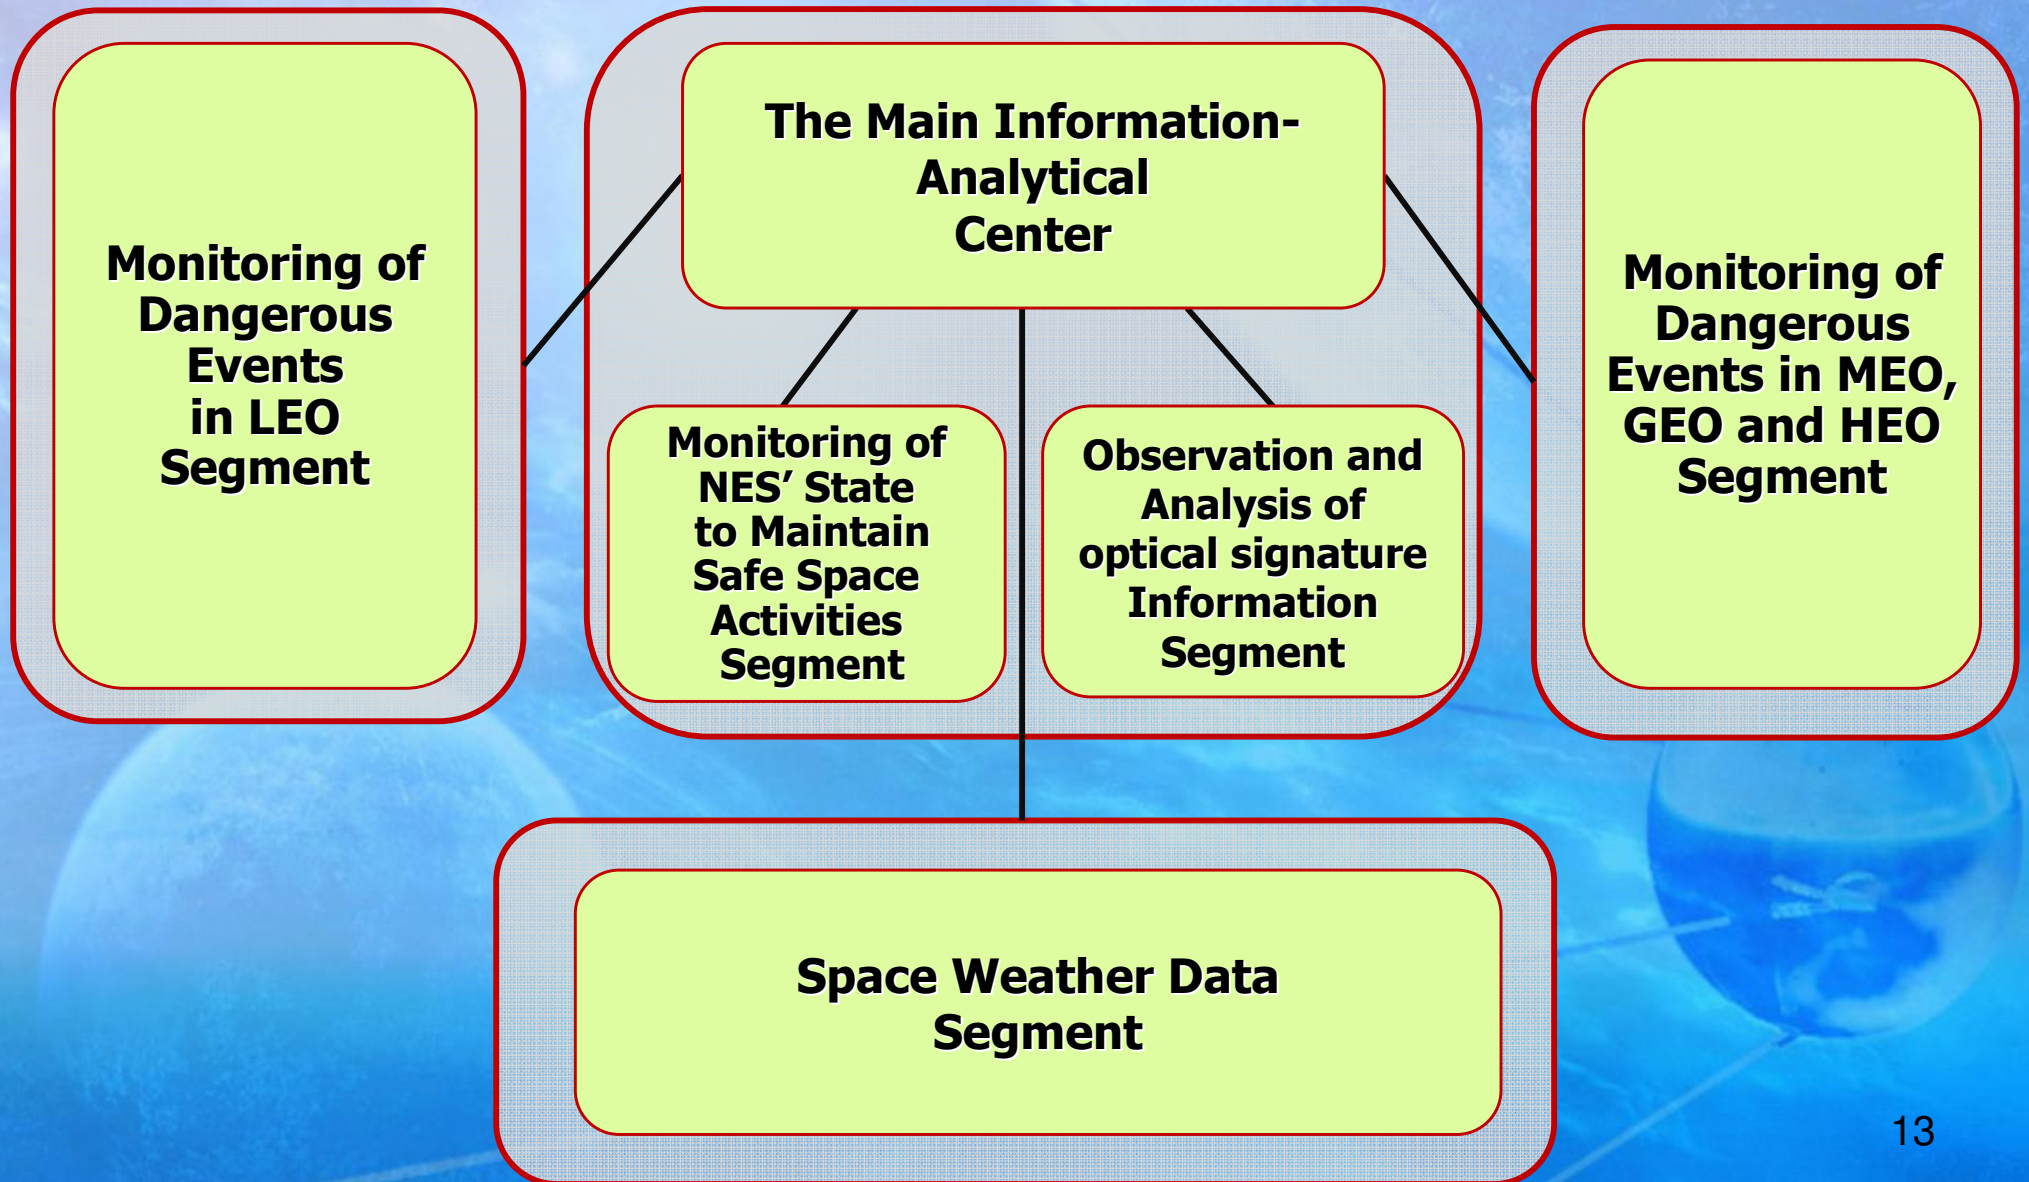 Monitoring of
Dangerous
Events
in LEO
Segment
The Main Information-
Analytical
Center
Monitoring of
NES’ State
to Maintain
Safe Space
Activities
Segment
Observation and
Analysis of
optical signature
Information
Segment
Monitoring of
Dangerous
Events in MEO,
GEO and HEO
Segment
Space Weather Data
Segment
13